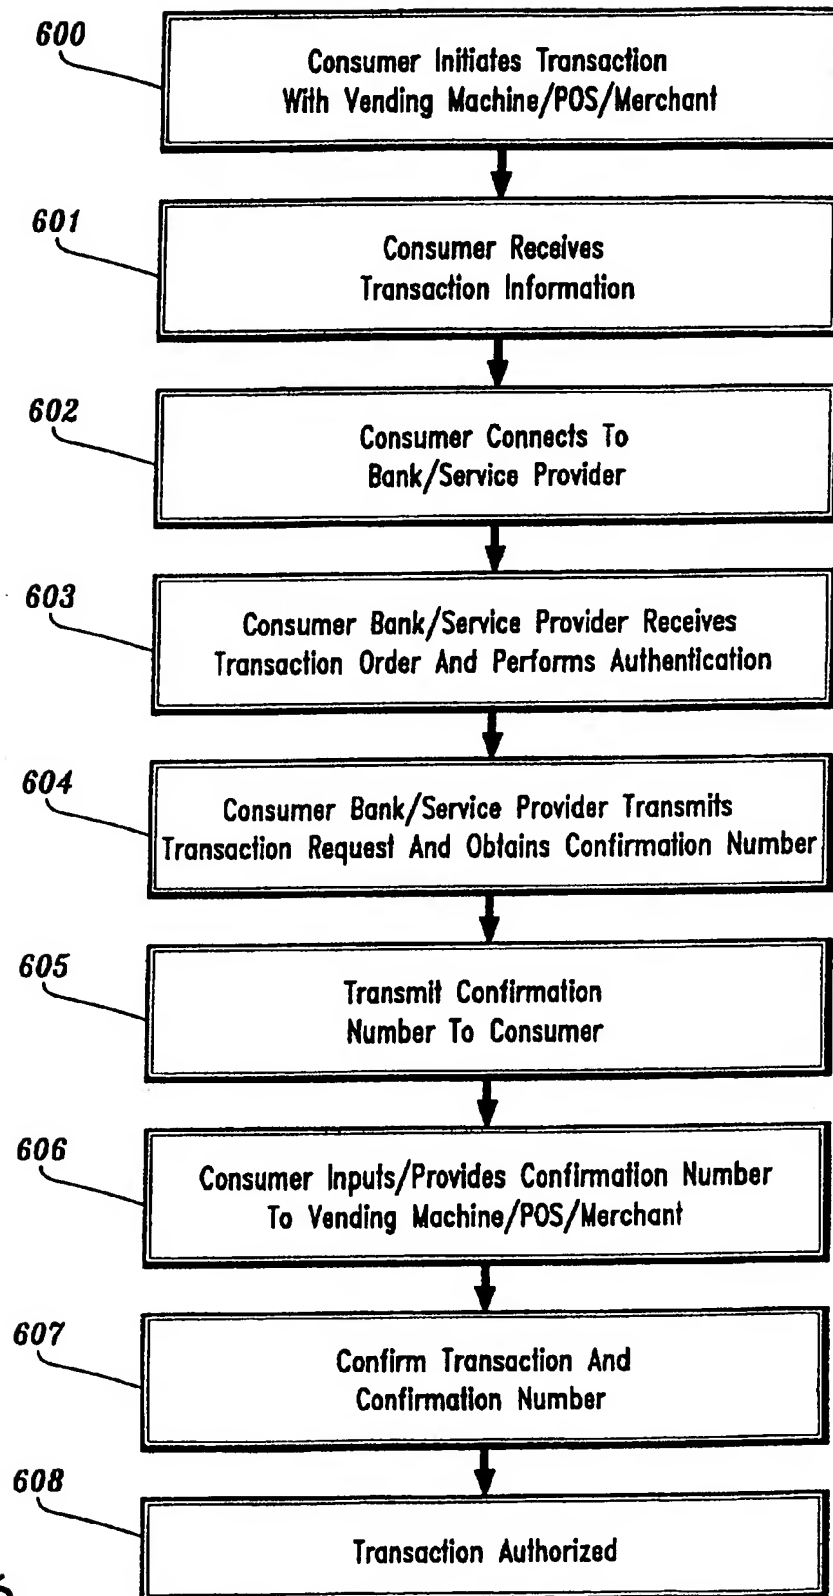 600
Consumer Initiates Transaction
With Vending Machine/POS/Merchant
601
Consumer Receives
Transaction Information
602
Consumer Connects To
Bank/Service Provider
603
Consumer Bank/Service Provider Receives
Transaction Order And Performs Authentication
604
Consumer Bank/Service Provider Transmits
Transaction Request And Obtains Confirmation Number
605
Transmit Confirmation
Number To Consumer
606
Consumer Inputs/Provides Confirmation Number
To Vending Machine/POS/Merchant
607
Confirm Transaction And
Confirmation Number
608
Transaction Authorized